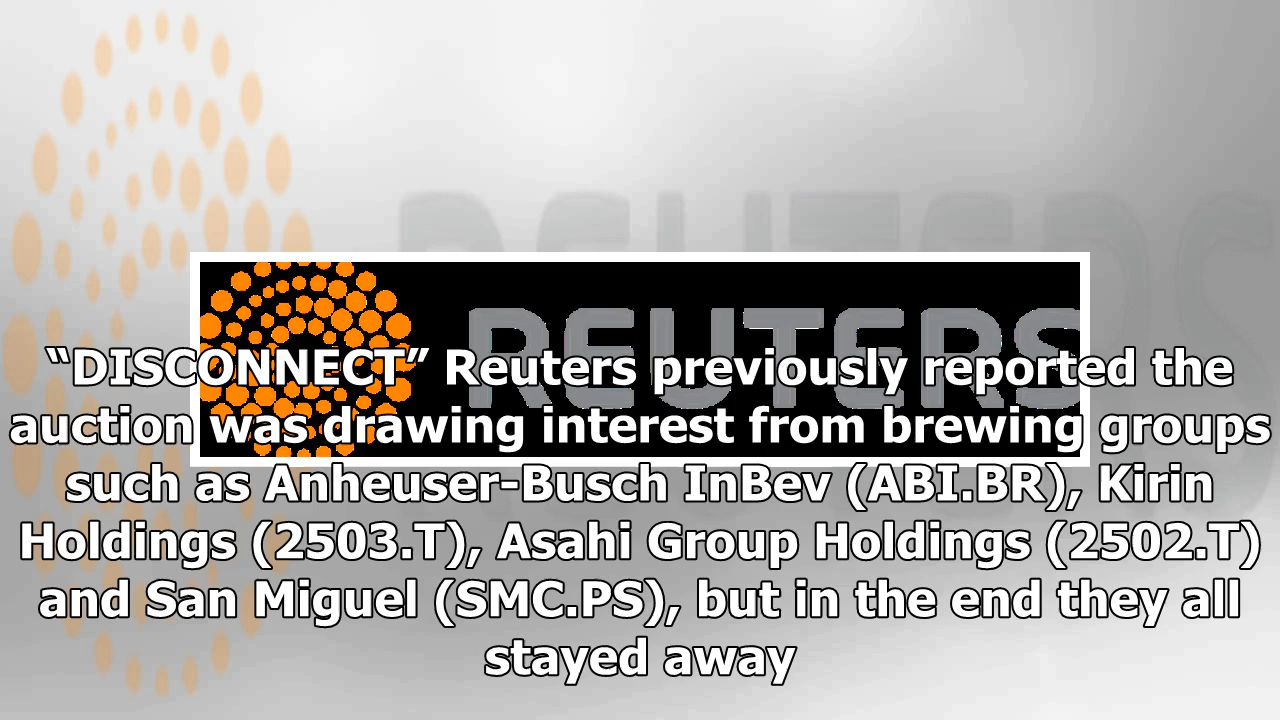 REUTERS
REUTERS
“DISCONNECT” Reuters previously reported the
auction was drawing interest from brewing groups
such as Anheuser-Busch InBev (ABI.BR), Kirin
Holdings (2503.T), Asahi Group Holdings (2502.T)
and San Miguel (SMC.PS), but in the end they all
stayed away